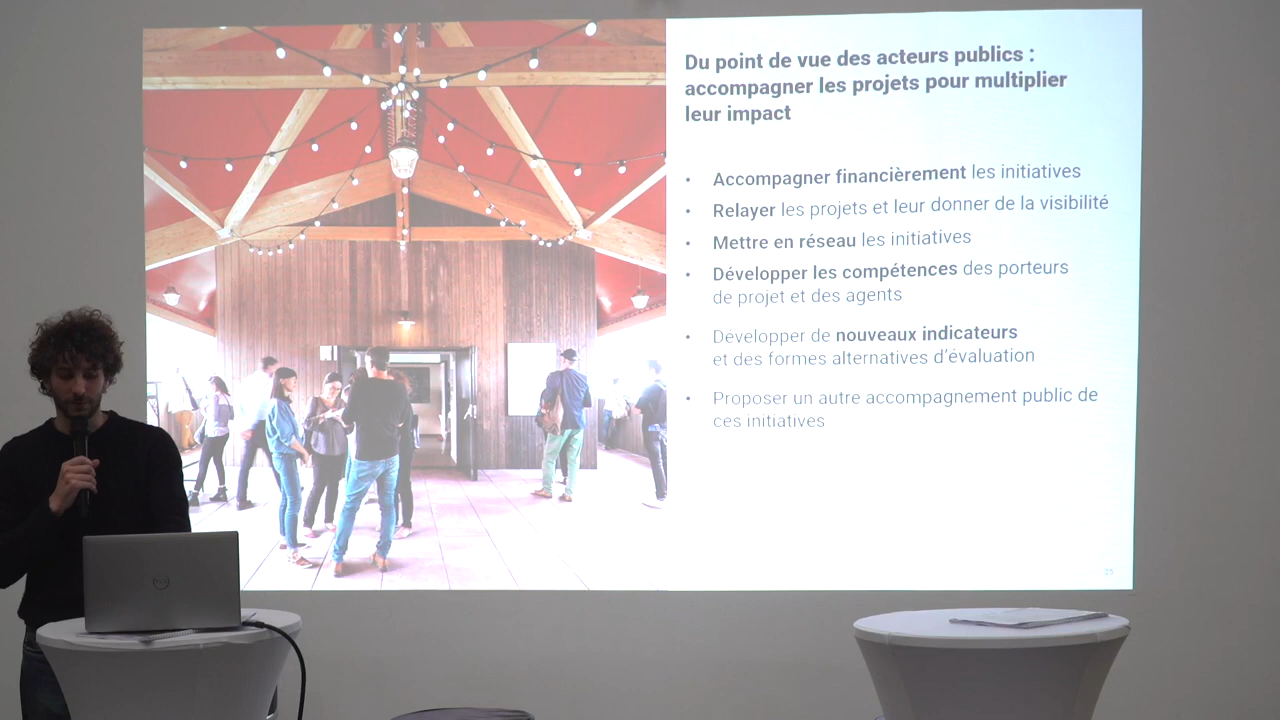 Du point de vue des acteurs publics :
accompagner les projets pour multiplier
leur impact
• Accompagner financièrement les initiatives
• Relayer les projets et leur donner de la visibilité
• Mettre en réseau les initiatives
• Développer les compétences des porteurs
de projet et des agents
• Développer de nouveaux indicateurs
et des formes alternatives d'évaluation
• Proposer un autre accompagnement public de
ces initiatives